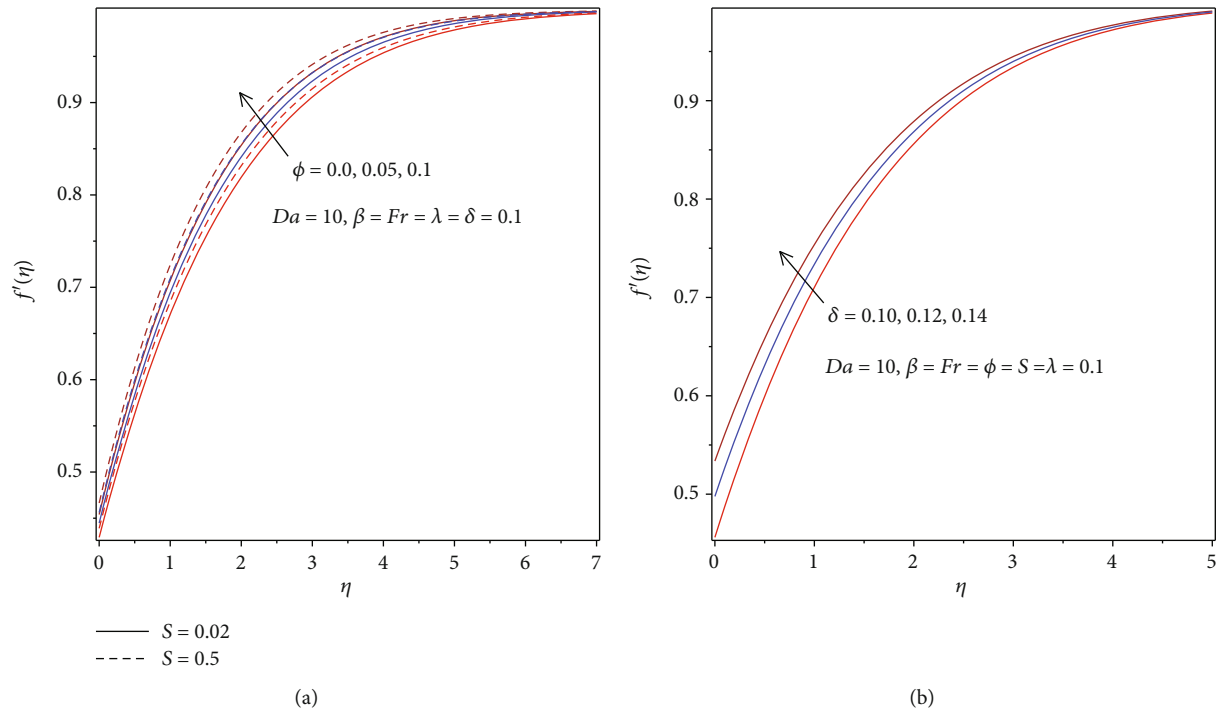 0.9
0.8
0.7
0.6
0.5
f′(η)
ϕ = 0.0, 0.05, 0.1
Da = 10, β = Fr = λ = δ = 0.1
0 1 2 3 4 5 6 7
η
S = 0.02
S = 0.5
(a)
0.9
0.8
0.7
0.6
0.5
f′(η)
δ = 0.10, 0.12, 0.14
Da = 10, β = Fr = ϕ = S =λ = 0.1
0 1 2 3 4 5
η
(b)